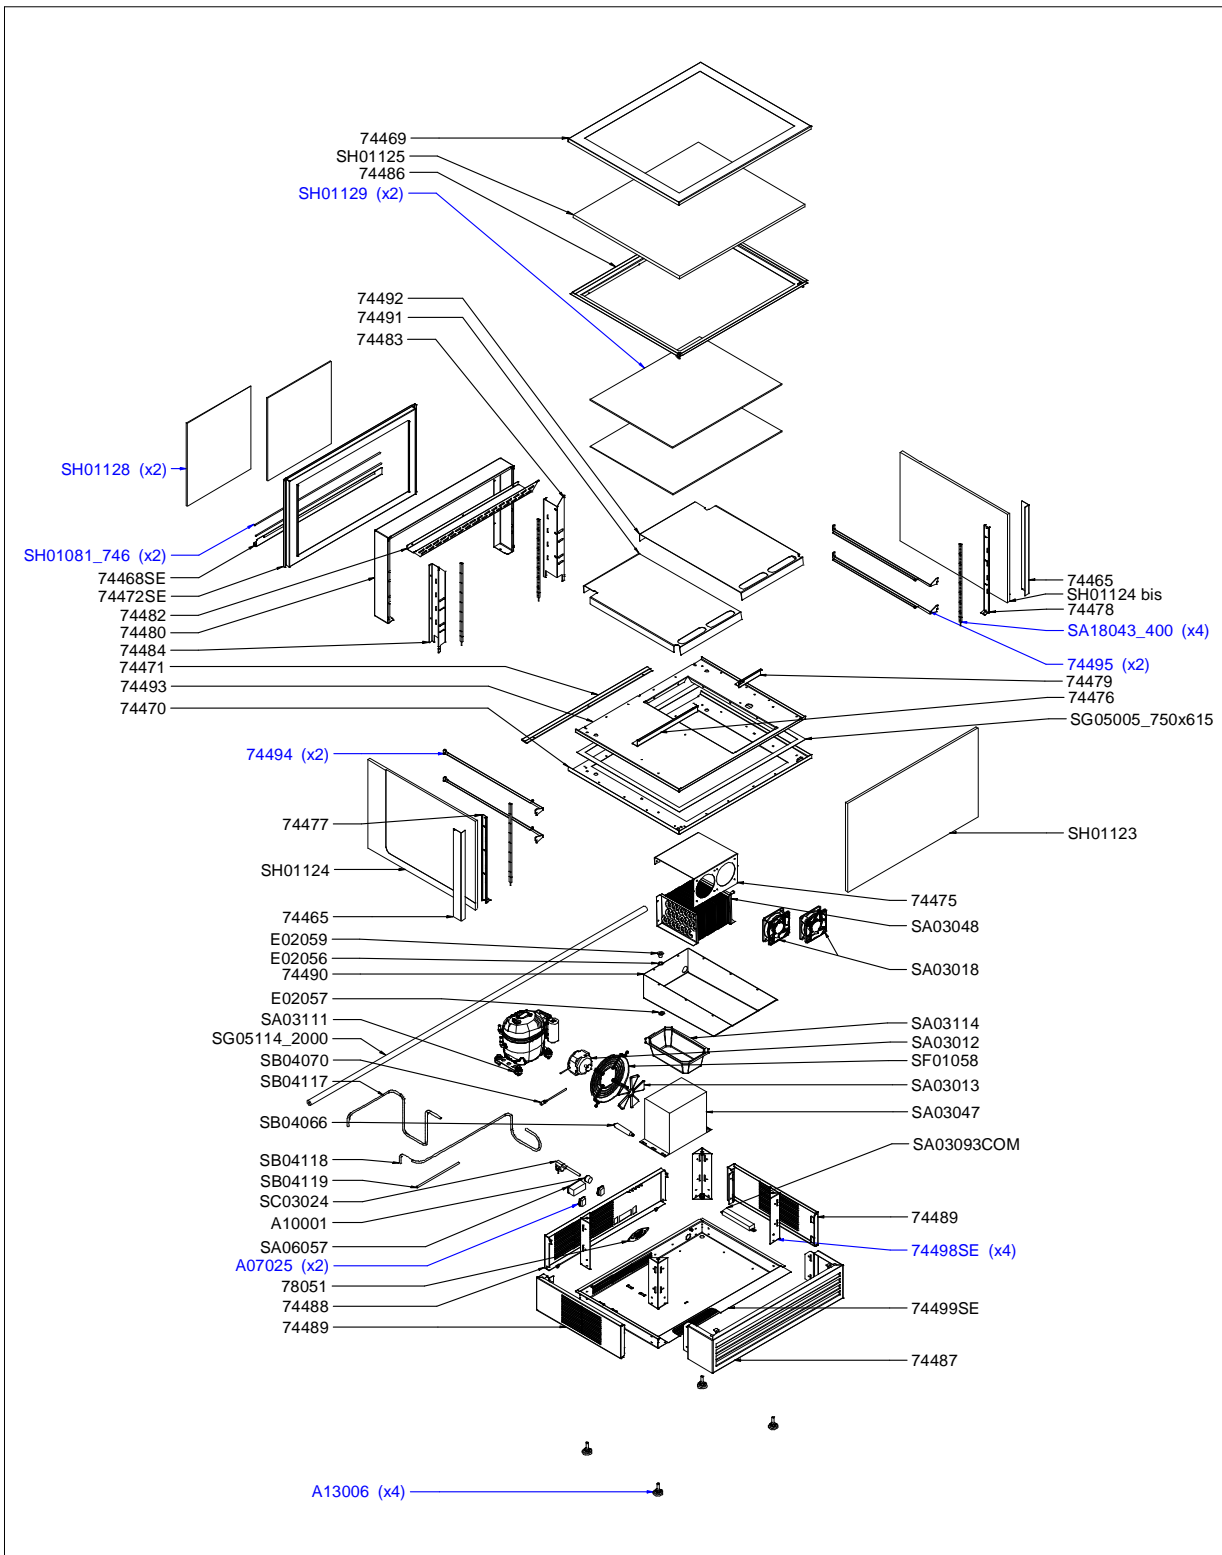 74469
SH01125
74486
SH01129 (x2)
74492
74491
74483
SH01128 (x2)
SH01081_746 (x2)
74468SE
74472SE
74482
74480
74484
74471
74493
74470
74494 (x2)
74477
SH01124
74465
E02059
E02056
74490
E02057
SA03111
SG05114_2000
SB04070
SB04117
SB04066
SB04118
SB04119
SC03024
A10001
SA06057
A07025 (x2)
78051
74488
74489
A13006 (x4)
74465
SH01124 bis
74478
SA18043_400 (x4)
74495 (x2)
74479
74476
SG05005_750x615
SH01123
74475
SA03048
SA03018
SA03114
SA03012
SF01058
SA03013
SA03047
SA03093COM
74489
74498SE (x4)
74499SE
74487